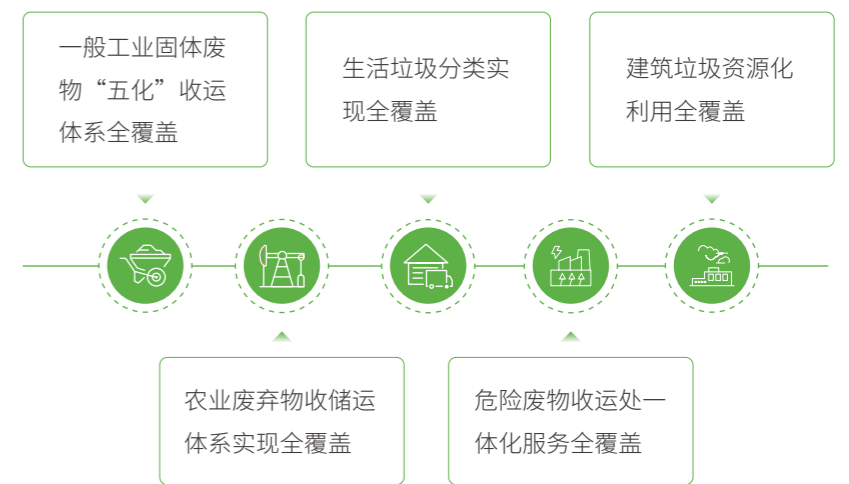 一般工业固体废
物“五化”收运
体系全覆盖
生活垃圾分类实
现全覆盖
建筑垃圾资源化
利用全覆盖
农业废弃物收储运
体系实现全覆盖
危险废物收运处一
体化服务全覆盖